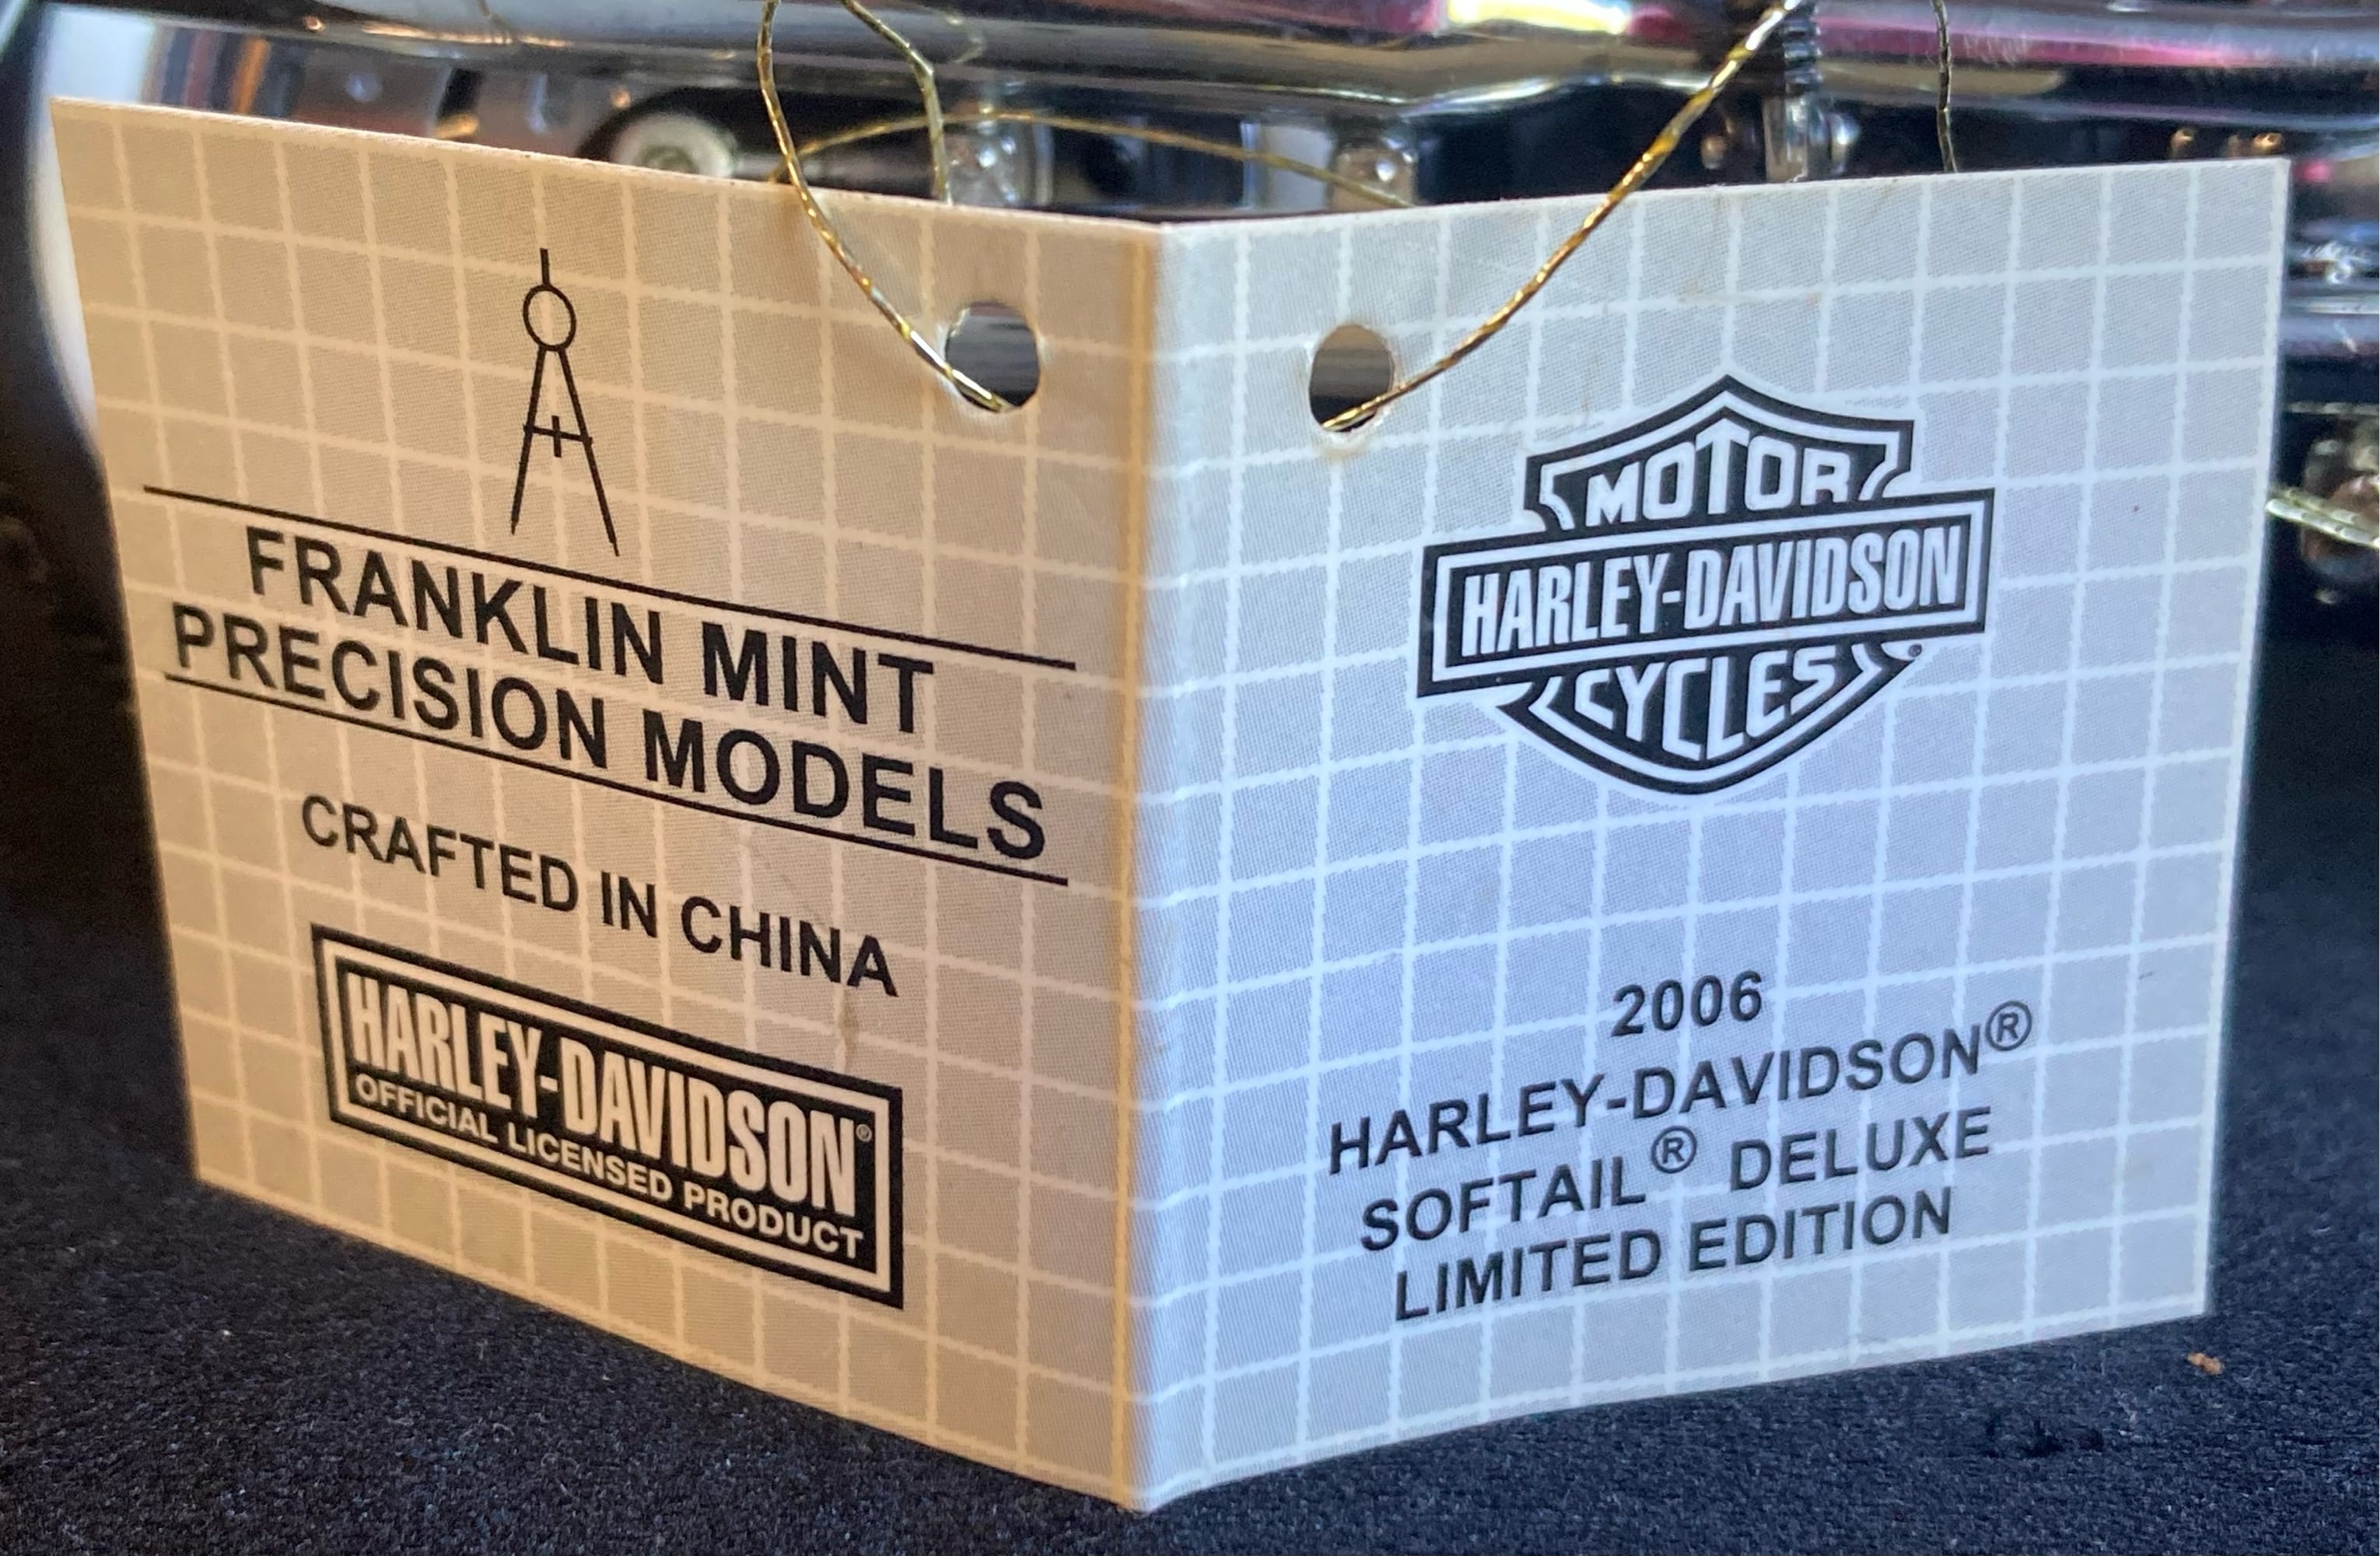 FRANKLIN MINT
PRECISION MODELS
CRAFTED IN CHINA
HARLEY-DAVIDSON®
OFFICIAL LICENSED PRODUCT
MOTOR
HARLEY-DAVIDSON
CYCLES
2006
HARLEY-DAVIDSON®
SOFTAIL® DELUXE
LIMITED EDITION